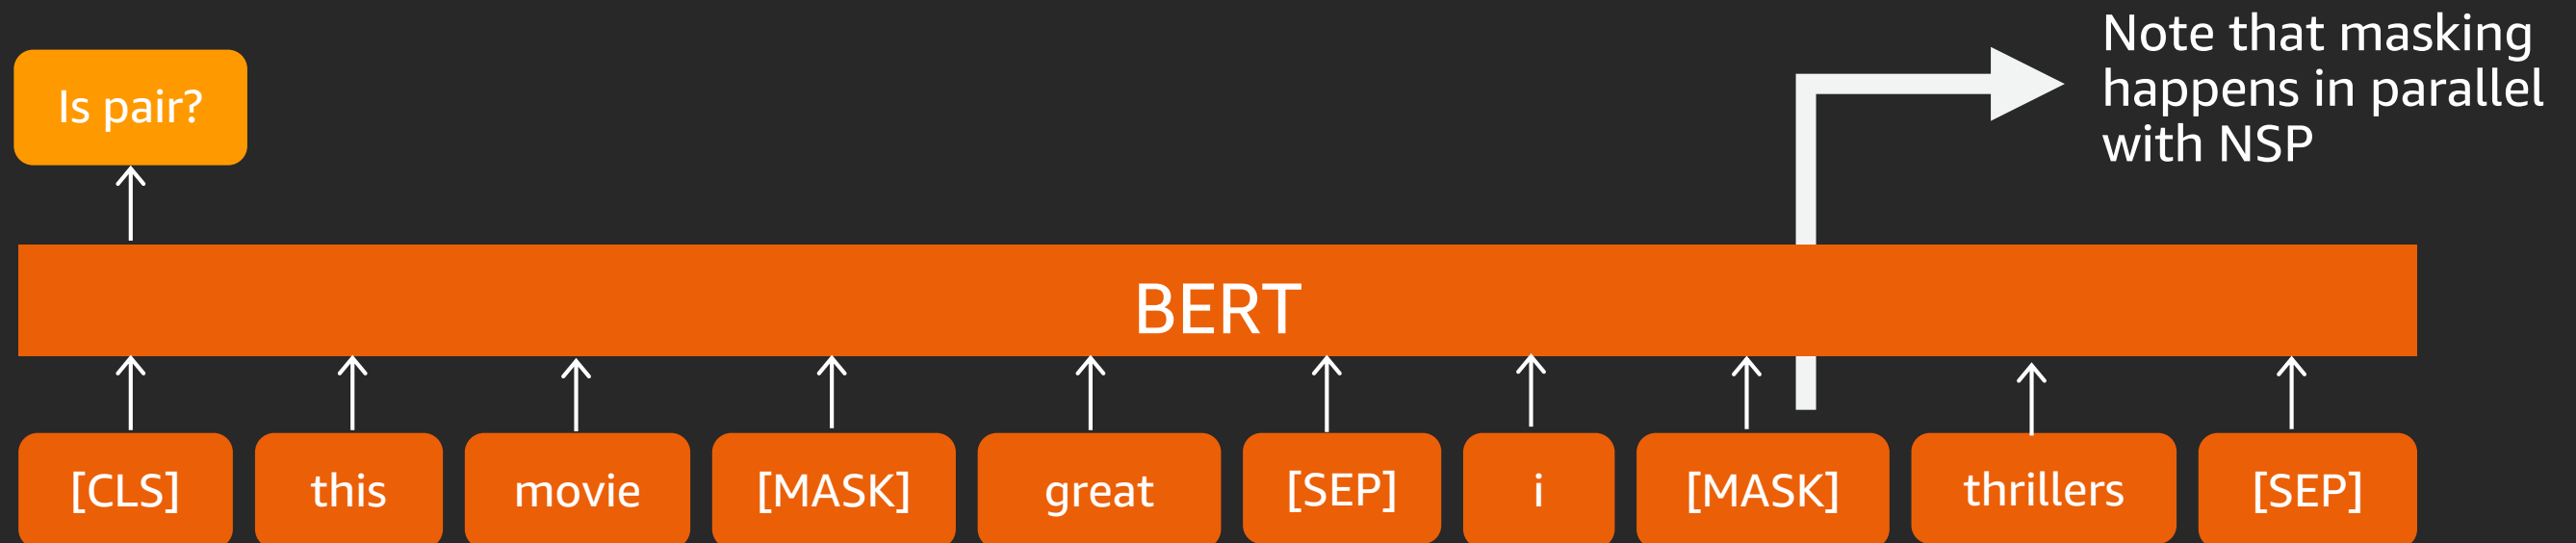 Note that masking
happens in parallel
with NSP
Is pair?
BERT
[CLS] this movie [MASK] great [SEP] i [MASK] thrillers [SEP]